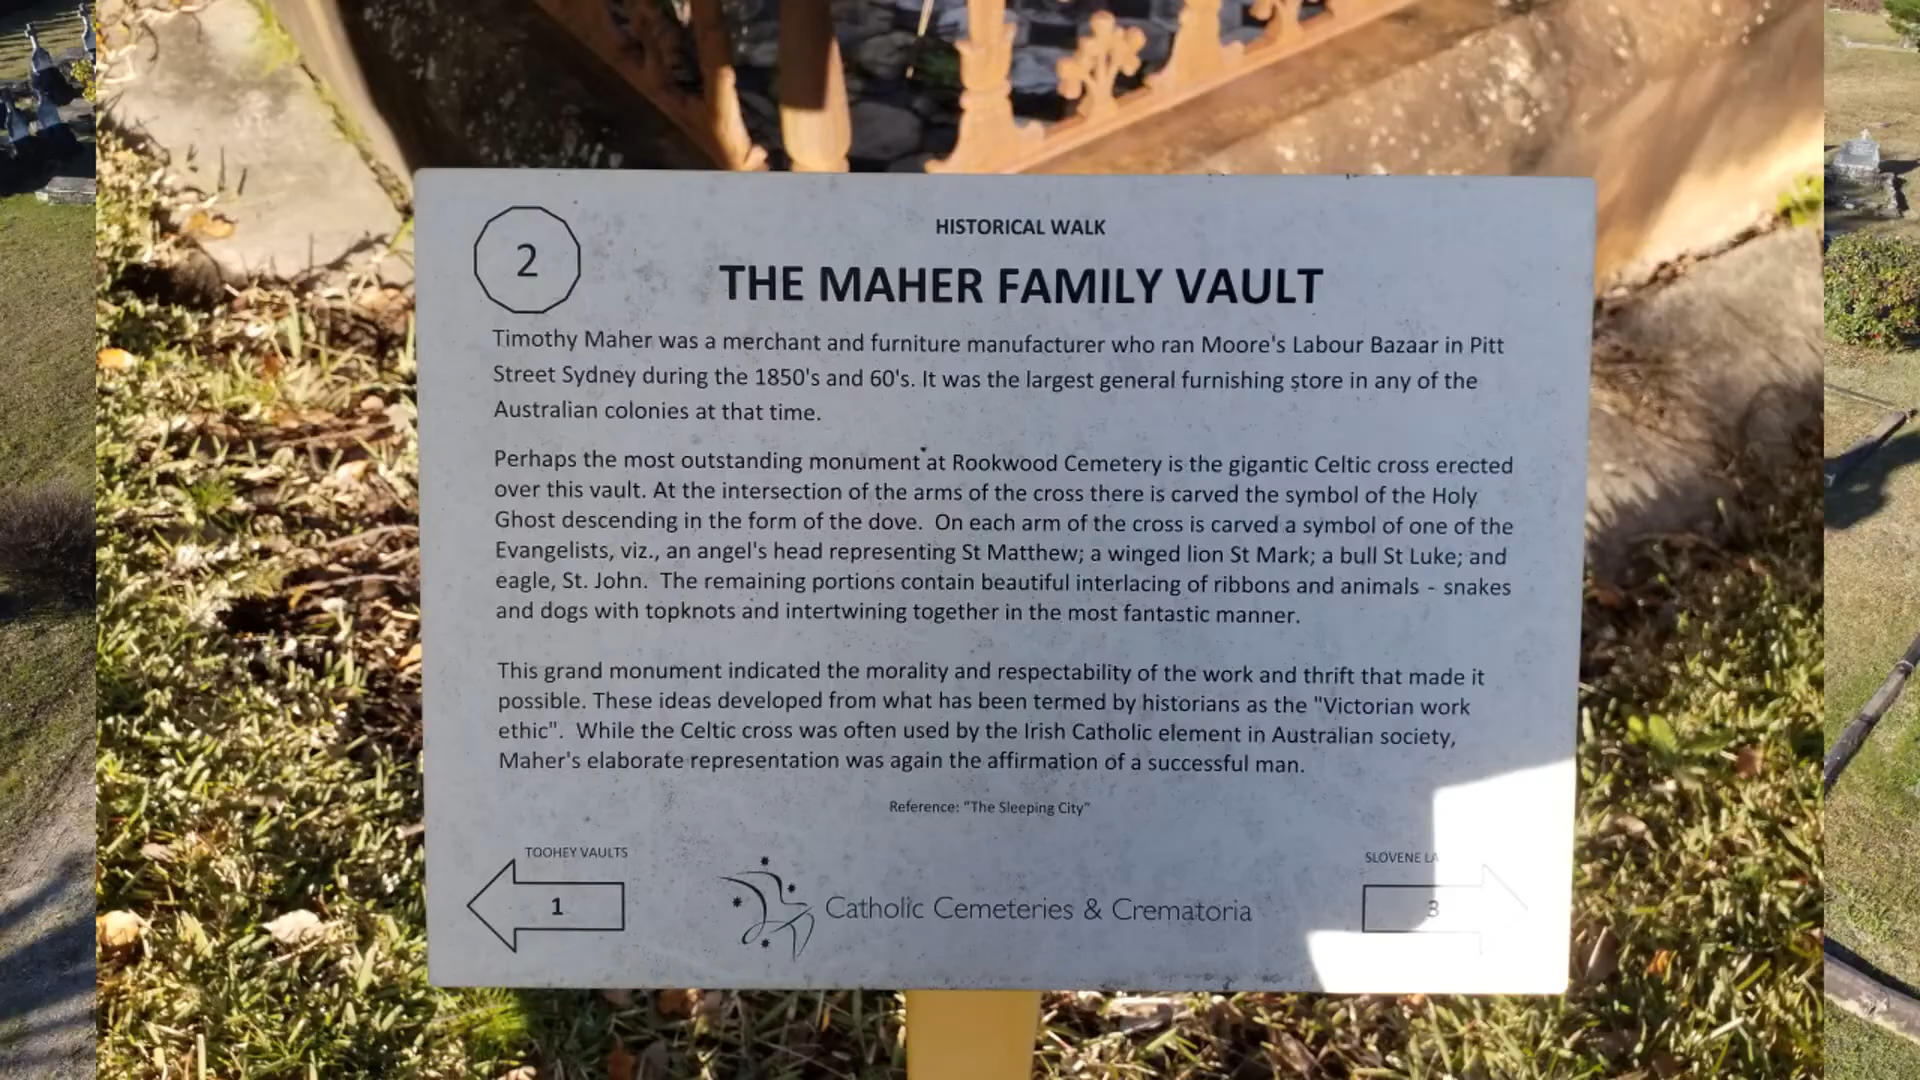 2
HISTORICAL WALK
THE MAHER FAMILY VAULT
Timothy Maher was a merchant and furniture manufacturer who ran Moore's Labour Bazaar in Pitt
Street Sydney during the 1850's and 60's. It was the largest general furnishing store in any of the
Australian colonies at that time.
Perhaps the most outstanding monument at Rookwood Cemetery is the gigantic Celtic cross erected
over this vault. At the intersection of the arms of the cross there is carved the symbol of the Holy
Ghost descending in the form of the dove. On each arm of the cross is carved a symbol of one of the
Evangelists, viz., an angel's head representing St Matthew; a winged lion St Mark; a bull St Luke; and
eagle, St. John. The remaining portions contain beautiful interlacing of ribbons and animals - snakes
and dogs with topknots and intertwining together in the most fantastic manner.
This grand monument indicated the morality and respectability of the work and thrift that made it
possible. These ideas developed from what has been termed by historians as the "Victorian work
ethic". While the Celtic cross was often used by the Irish Catholic element in Australian society,
Maher's elaborate representation was again the affirmation of a successful man.
Reference: "The Sleeping City"
TOOHEY VAULTS
1
Catholic Cemeteries & Crematoria
SLOVENE
3